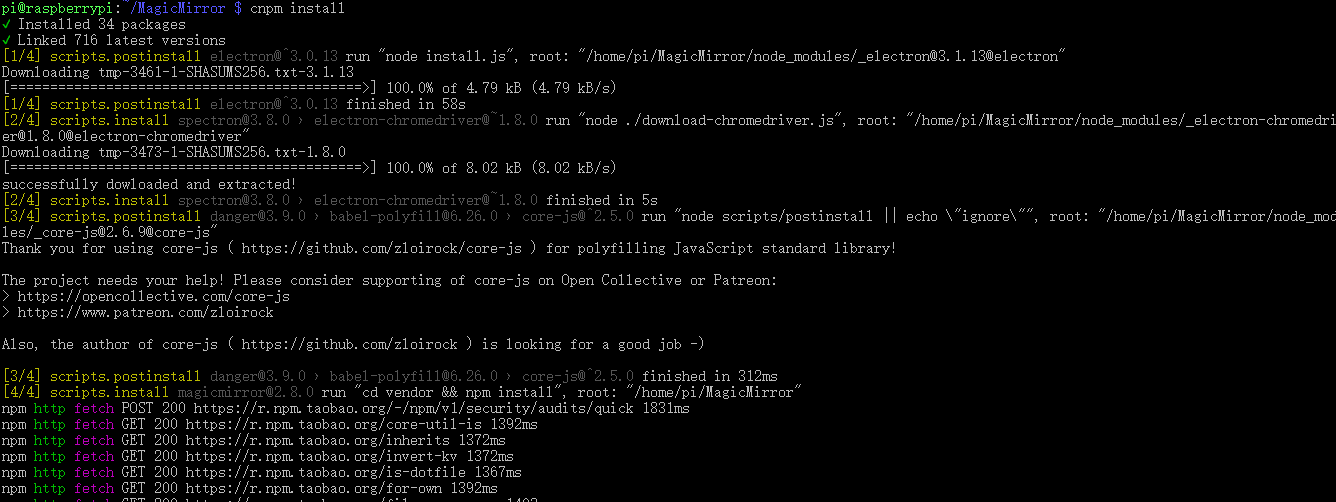 pi@raspberrypi:~/MagicMirror $ cnpm install
✓ Installed 34 packages
✓ Linked 716 latest versions
[1/4] scripts.postinstall electron@^3.0.13 run "node install.js", root: "/home/pi/MagicMirror/node_modules/_electron@3.1.13@electron"
Downloading tmp-3461-1-SHASUMS256.txt-3.1.13
[============================================>] 100.0% of 4.79 kB (4.79 kB/s)
[1/4] scripts.postinstall electron@^3.0.13 finished in 58s
[2/4] scripts.install spectron@3.8.0 › electron-chromedriver@~1.8.0 run "node ./download-chromedriver.js", root: "/home/pi/MagicMirror/node_modules/_electron-chromedri
er@1.8.0@electron-chromedriver"
Downloading tmp-3473-1-SHASUMS256.txt-1.8.0
[============================================>] 100.0% of 8.02 kB (8.02 kB/s)
successfully dowloaded and extracted!
[2/4] scripts.install spectron@3.8.0 › electron-chromedriver@~1.8.0 finished in 5s
[3/4] scripts.postinstall danger@3.9.0 › babel-polyfill@6.26.0 › core-js@^2.5.0 run "node scripts/postinstall || echo \"ignore\"", root: "/home/pi/MagicMirror/node_mod
les/_core-js@2.6.9@core-js"
Thank you for using core-js ( https://github.com/zloirock/core-js ) for polyfilling JavaScript standard library!
The project needs your help! Please consider supporting of core-js on Open Collective or Patreon:
> https://opencollective.com/core-js
> https://www.patreon.com/zloirock
Also, the author of core-js ( https://github.com/zloirock ) is looking for a good job -)
[3/4] scripts.postinstall danger@3.9.0 › babel-polyfill@6.26.0 › core-js@^2.5.0 finished in 312ms
[4/4] scripts.install magicmirror@2.8.0 run "cd vendor && npm install", root: "/home/pi/MagicMirror"
npm http fetch POST 200 https://r.npm.taobao.org/-/npm/v1/security/audits/quick 1831ms
npm http fetch GET 200 https://r.npm.taobao.org/core-util-is 1392ms
npm http fetch GET 200 https://r.npm.taobao.org/inherits 1372ms
npm http fetch GET 200 https://r.npm.taobao.org/invert-kv 1372ms
npm http fetch GET 200 https://r.npm.taobao.org/is-dotfile 1367ms
npm http fetch GET 200 https://r.npm.taobao.org/for-own 1392ms